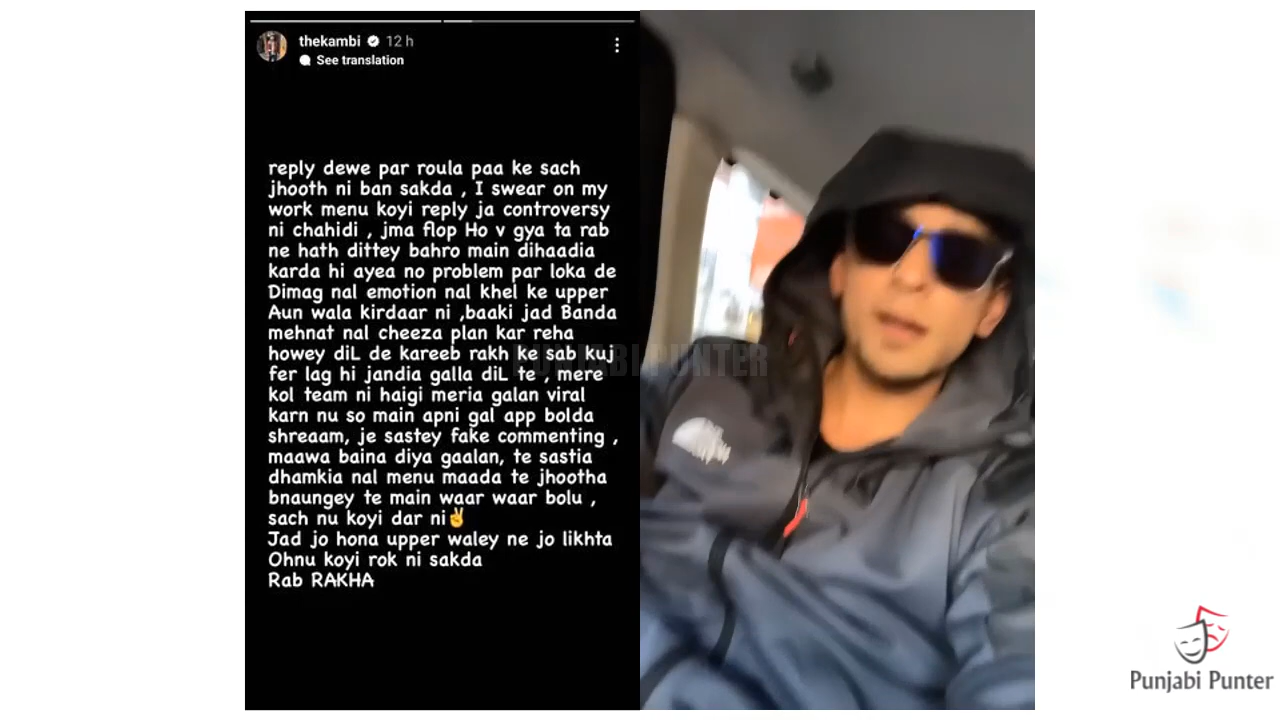 thekambi 12 h
See translation
reply dewe par roula paa ke sach
jhooth ni ban sakda , I swear on my
work menu koyi reply ja controversy
ni chahidi , jma flop Ho v gya ta rab
ne hath dittey bahro main dihaadia
karda hi ayea no problem par loka de
Dimag nal emotion nal khel ke upper
Aun wala kirdaar ni ,baaki jad Banda
mehnat nal cheeza plan kar reha
howey diL de kareeb rakh ke sab kuj
fer lag hi jandia galla diL te , mere
kol team ni haigi meria galan viral
karn nu so main apni gal app bolda
shreaam, je sastey fake commenting ,
maawa baina diya gaalan, te sastia
dhamkia nal menu maada te jhootha
bnaungey te main waar waar bolu ,
sach nu koyi dar ni✌
Jad jo hona upper waley ne jo likhta
Ohnu koyi rok ni sakda
Rab RAKHA
PUNJABI PUNTER
Punjabi Punter